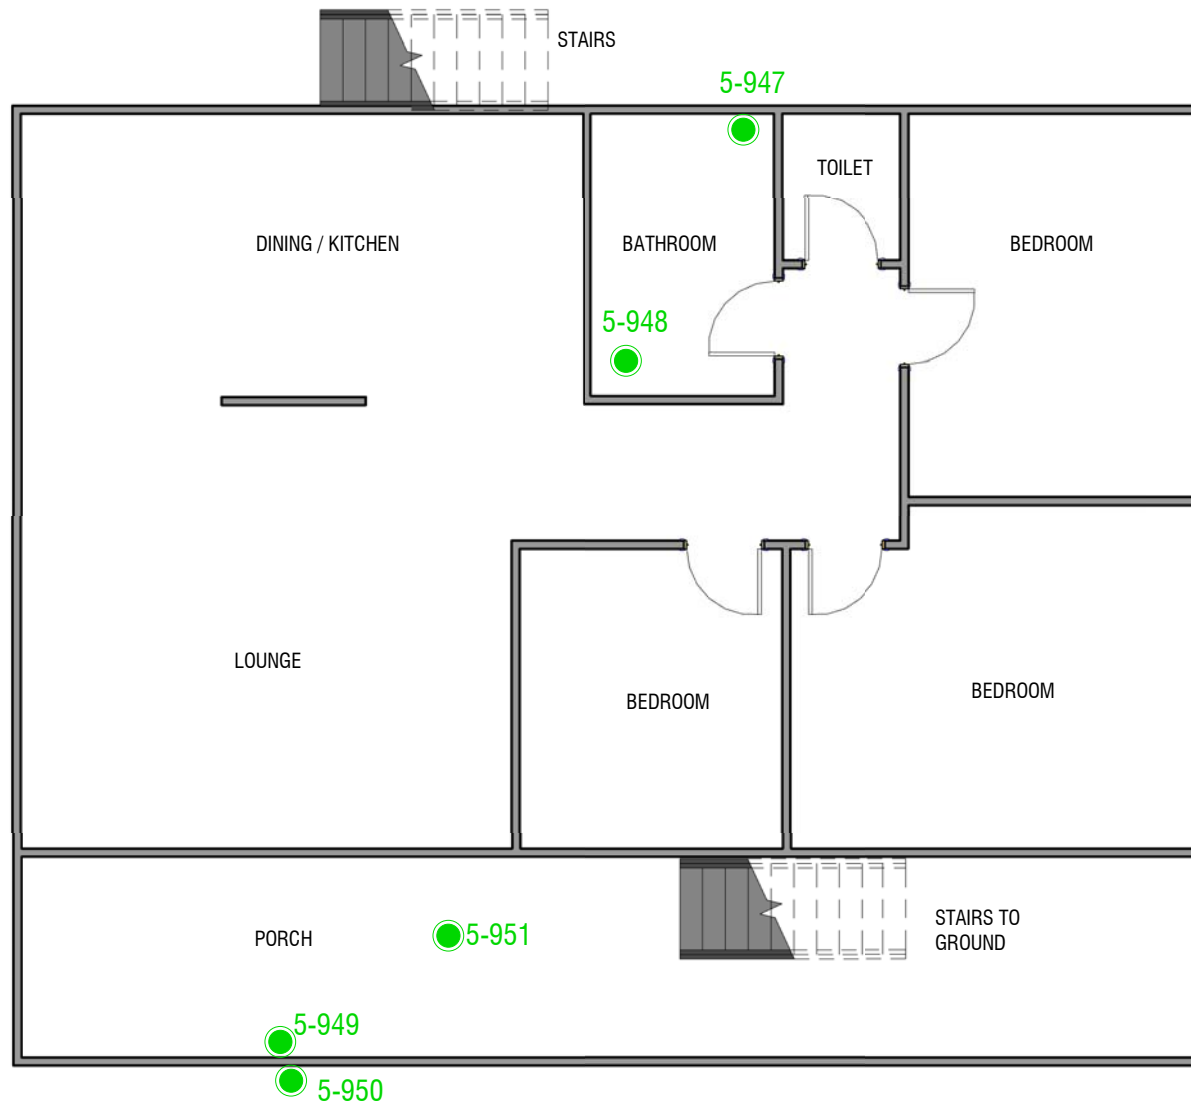 STAIRS
5-947
TOILET
DINING / KITCHEN
BATHROOM
BEDROOM
5-948
LOUNGE
BEDROOM
BEDROOM
PORCH
5-951
STAIRS TO
GROUND
5-949
5-950